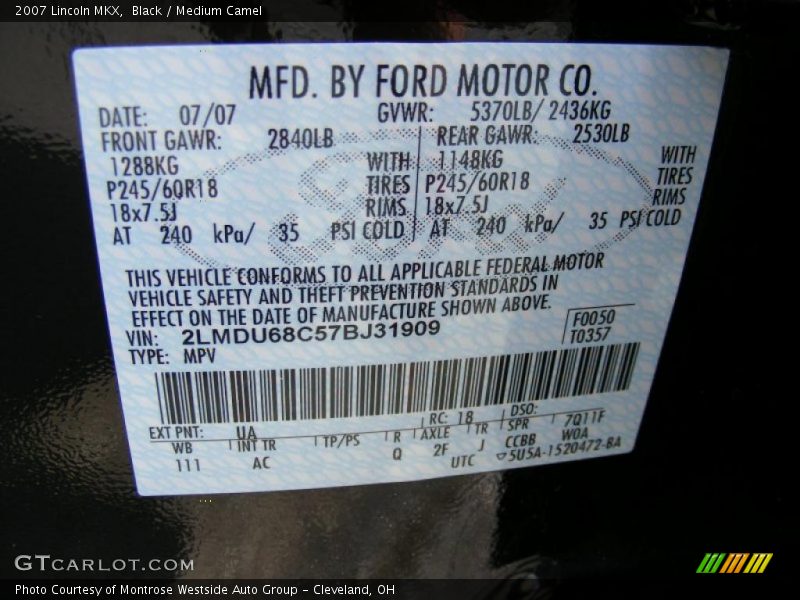 2007 Lincoln MKX, Black / Medium Camel
MFD. BY FORD MOTOR CO.
DATE: 07/07 GVWR: 5370LB/ 2436KG
FRONT GAWR: 2840LB REAR GAWR: 2530LB
1288KG WITH 1148KG WITH
P245/60R18 TIRES P245/60R18 TIRES
18x7.5J RIMS 18x7.5J RIMS
AT 240 kPa/ 35 PSI COLD AT 240 kPa/ 35 PSI COLD
THIS VEHICLE CONFORMS TO ALL APPLICABLE FEDERAL MOTOR
VEHICLE SAFETY AND THEFT PREVENTION STANDARDS IN
EFFECT ON THE DATE OF MANUFACTURE SHOWN ABOVE.
VIN: 2LMDU68C57BJ31909 F0050
TYPE: MPV T0357
EXT PNT: UA RC: 18 DSO: 7Q11F
WB INT TR TP/PS R AXLE TR SPR W0A
111 AC Q 2F J CCBB
UTC ▽5U5A-1520472-BA
Ford
GTCARLOT.COM
Photo Courtesy of Montrose Westside Auto Group - Cleveland, OH